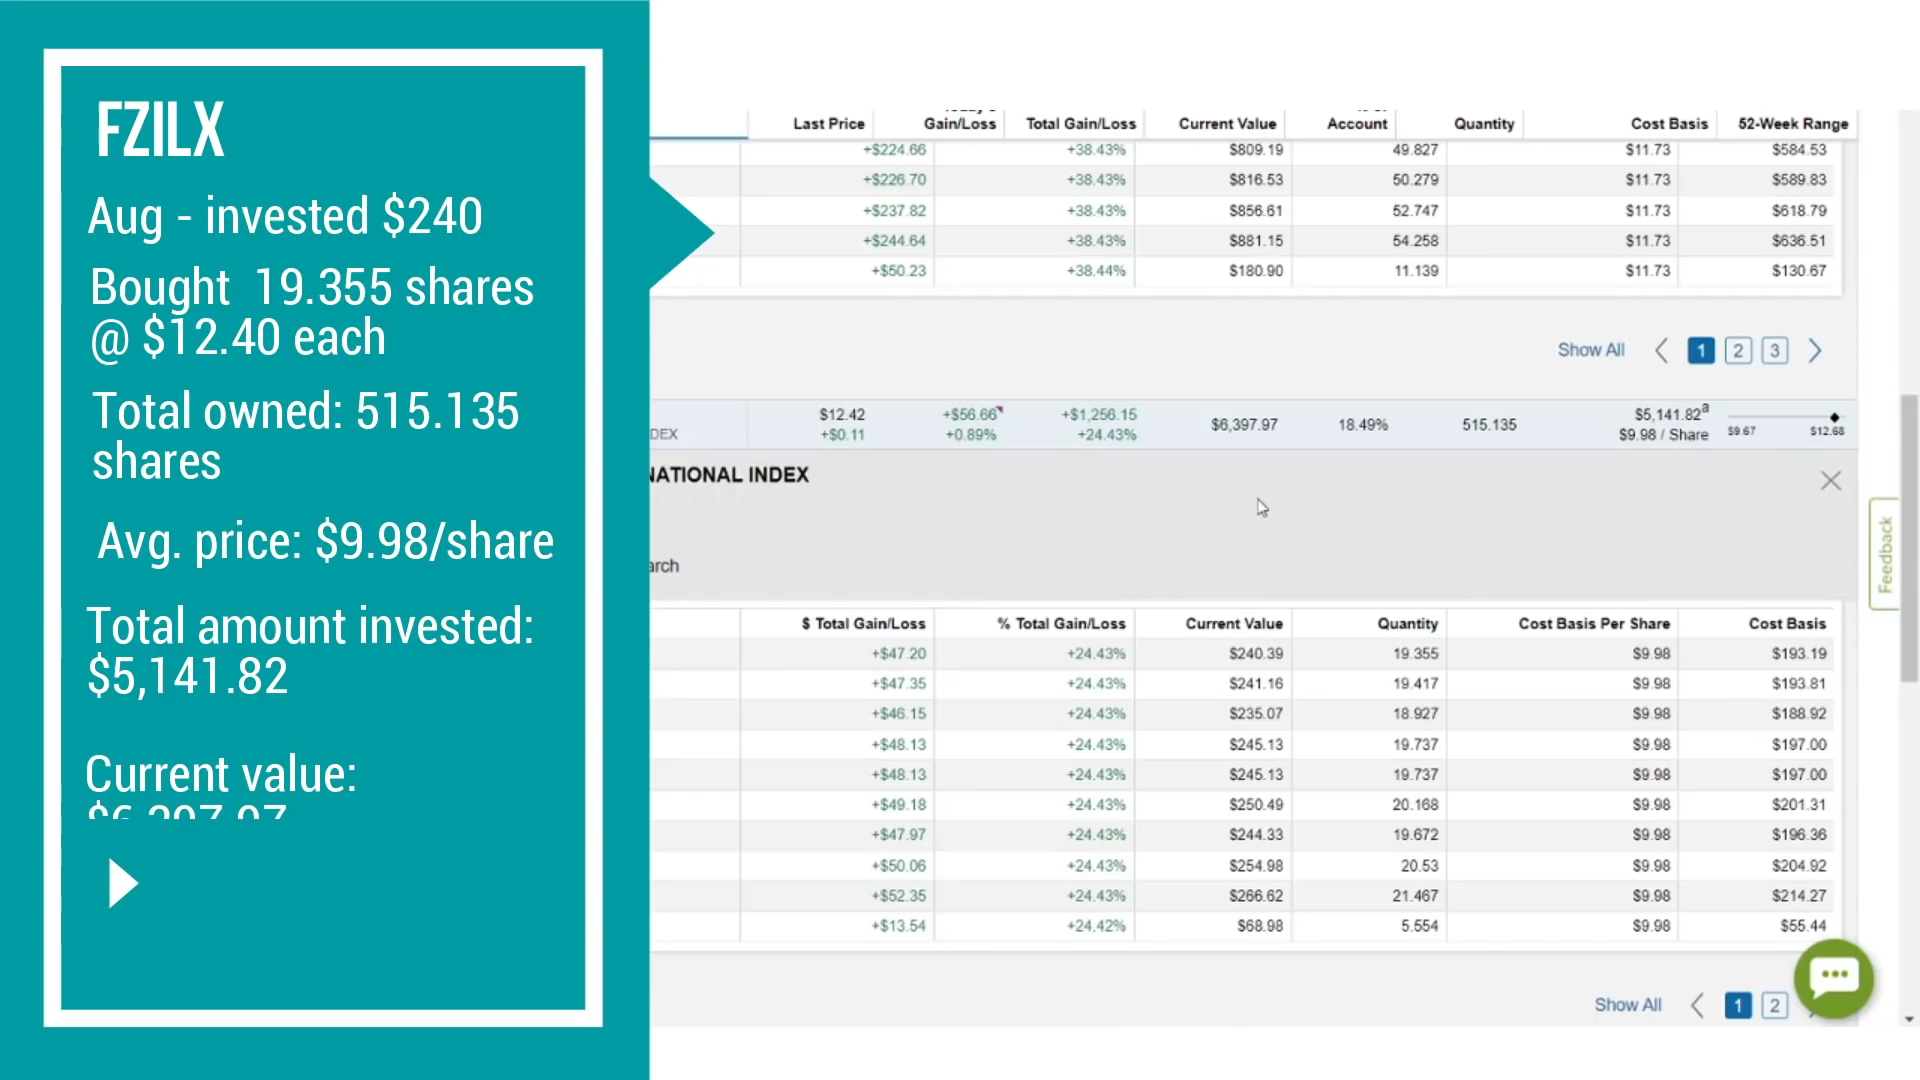 FZILX
Aug - invested $240
Bought 19.355 shares
@ $12.40 each
Total owned: 515.135
shares
Avg. price: $9.98/share
Total amount invested:
$5,141.82
Current value:
$6,397.97
Last Price Gain/Loss Total Gain/Loss Current Value Account Quantity Cost Basis 52-Week Range
+$224.66 +38.43% $809.19 49.827 $11.73 $584.53
+$226.70 +38.43% $816.53 50.279 $11.73 $589.83
+$237.82 +38.43% $856.61 52.747 $11.73 $618.79
+$244.64 +38.43% $881.15 54.258 $11.73 $636.51
+$50.23 +38.44% $180.90 11.139 $11.73 $130.67
Show All 1 2 3
$12.42 +$56.66 +$1,256.15 $6,397.97 18.49% 515.135 $5,141.82a
DEX +$0.11 +0.89% +24.43% $9.98 / Share $9.67 $12.68
NATIONAL INDEX
arch
$ Total Gain/Loss % Total Gain/Loss Current Value Quantity Cost Basis Per Share Cost Basis
+$47.20 +24.43% $240.39 19.355 $9.98 $193.19
+$47.35 +24.43% $241.16 19.417 $9.98 $193.81
+$46.15 +24.43% $235.07 18.927 $9.98 $188.92
+$48.13 +24.43% $245.13 19.737 $9.98 $197.00
+$48.13 +24.43% $245.13 19.737 $9.98 $197.00
+$49.18 +24.43% $250.49 20.168 $9.98 $201.31
+$47.97 +24.43% $244.33 19.672 $9.98 $196.36
+$50.06 +24.43% $254.98 20.53 $9.98 $204.92
+$52.35 +24.43% $266.62 21.467 $9.98 $214.27
+$13.54 +24.42% $68.98 5.554 $9.98 $55.44
Show All 1 2
Feedback